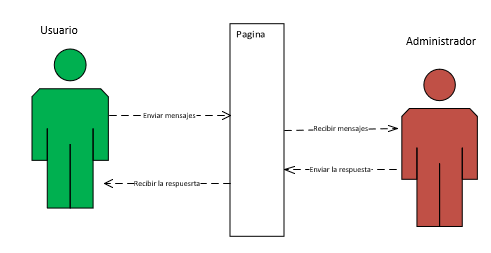 Usuario
Pagina
Administrador
Enviar mensajes
Recibir mensajes
Enviar la respuesta
Recibir la respuesrta